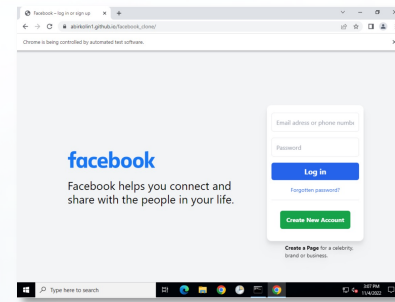 Facebook – log in or sign up
abirkolin1.github.io/facebook_clone/
Chrome is being controlled by automated test software.
Email adress or phone numbe
Password
facebook
Log in
Facebook helps you connect and
share with the people in your life.
Forgotten password?
Create New Account
Create a Page for a celebrity,
brand or business.
Type here to search
3:07 PM
11/4/2022